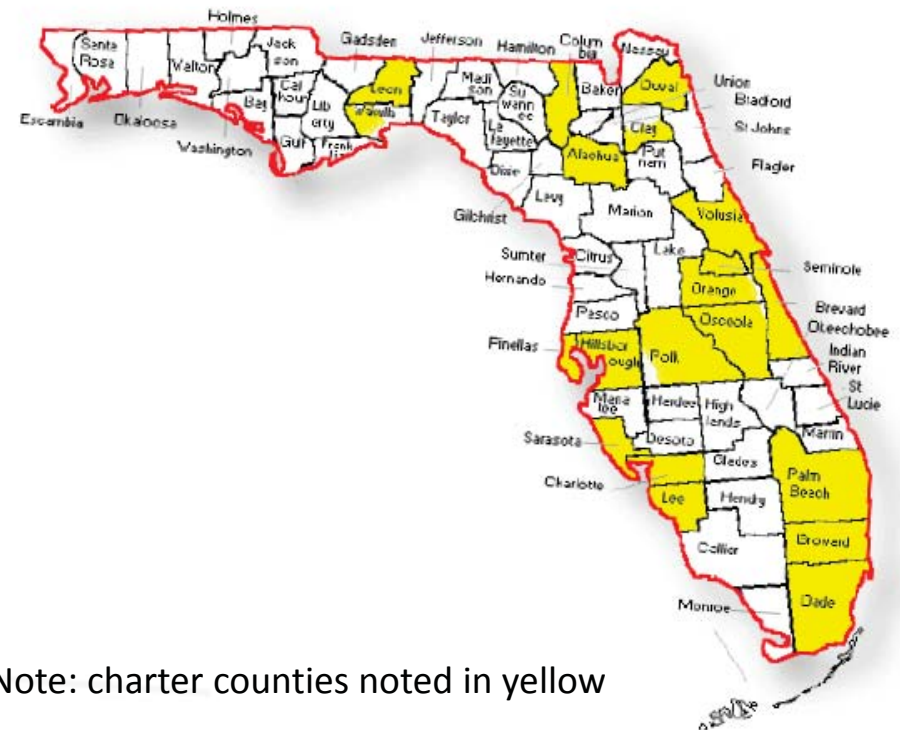 Holmes
Gadsden
Jefferson
Hamilton
Colum
bia
Nassau
Santa
Rosa
Walton
Jack
son
Leon
Madi
son
Su
wann
ee
Baker
Duval
Union
Bradford
Cal
houn
Bay
Lib
erty
Wakulla
Taylor
La
fayette
Clay
St Johns
Escambia
Okaloosa
Washington
Gulf
Frank
lin
Alachua
Put
nam
Flagler
Dixie
Levy
Gilchrist
Marion
Volusia
Sumter
Citrus
Lake
Seminole
Hernando
Orange
Brevard
Pasco
Osceola
Okeechobee
Pinellas
Hillsbor
ough
Polk
Indian
River
St
Lucie
Mana
tee
Hardee
High
lands
Martin
Sarasota
Desoto
Glades
Palm
Beach
Charlotte
Lee
Hendry
Broward
Collier
Dade
Monroe
Note: charter counties noted in yellow